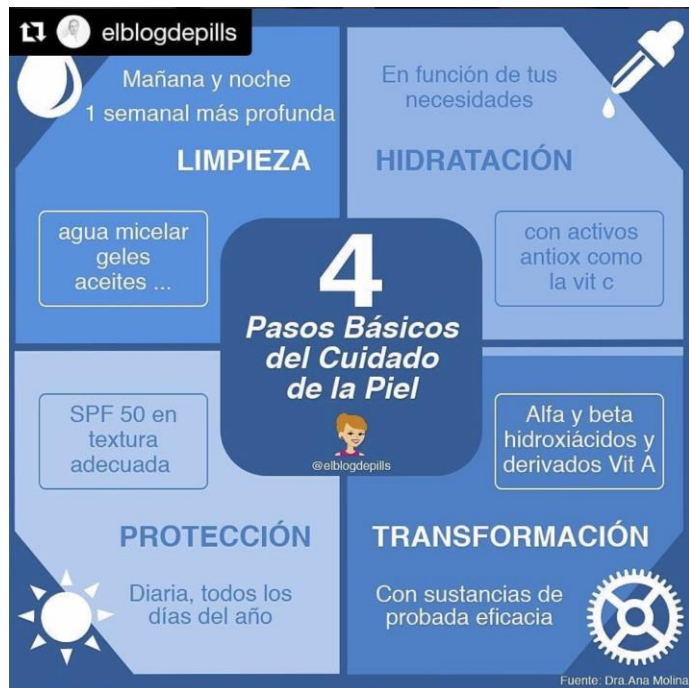 elblogdepills
Mañana y noche
1 semanal más profunda
LIMPIEZA
agua micelar
geles
aceites ...
En función de tus
necesidades
HIDRATACIÓN
con activos
antiox como
la vit c
4
Pasos Básicos
del Cuidado
de la Piel
@elblogdepills
SPF 50 en
textura
adecuada
PROTECCIÓN
Diaria, todos los
días del año
Alfa y beta
hidroxiácidos y
derivados Vit A
TRANSFORMACIÓN
Con sustancias de
probada eficacia
Fuente: Dra.Ana Molina